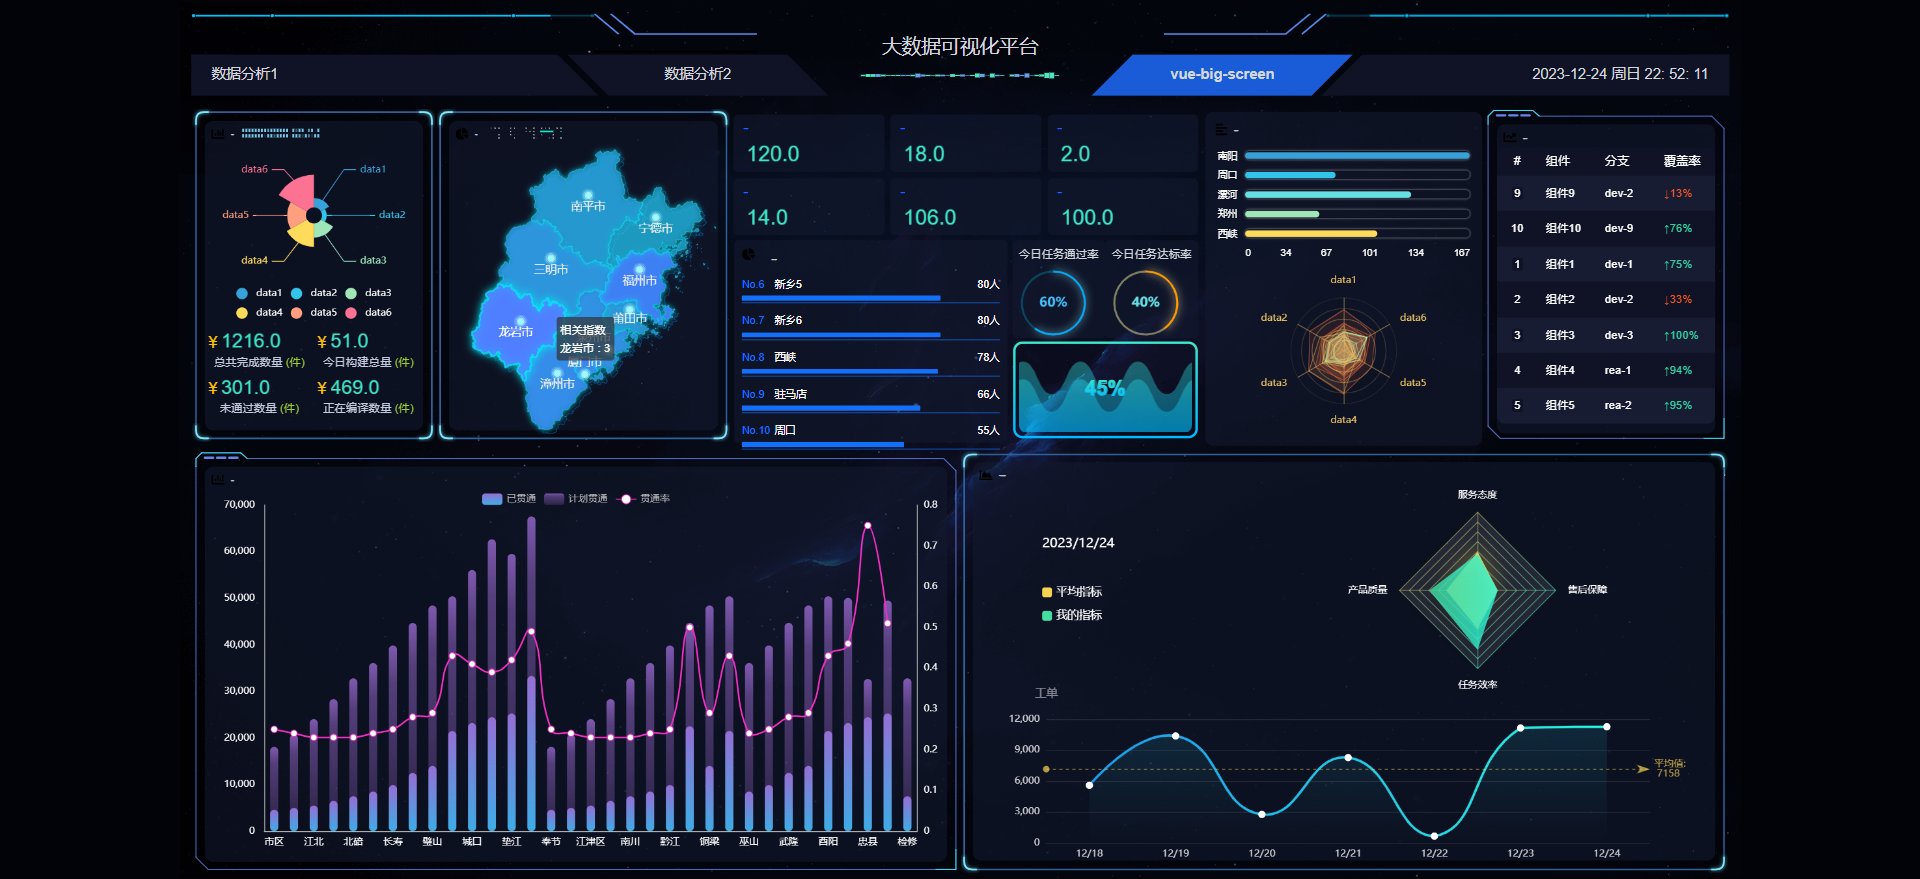 大数据可视化平台
数据分析1
数据分析2
vue-big-screen
2023-12-24 周日 22: 52: 11
-
data6
data1
data5
data2
data4
data3
data1 data2 data3
data4 data5 data6
¥ 1216.0
总共完成数量 (件)
¥ 51.0
今日构建总量 (件)
¥ 301.0
未通过数量 (件)
¥ 469.0
正在编译数量 (件)
-
南平市
宁德市
三明市
福州市
龙岩市
莆田市
厦门市
漳州市
相关指数
龙岩市 : 3
-
120.0
-
18.0
-
2.0
-
14.0
-
106.0
-
100.0
-
No.6 新乡5 80人
No.7 新乡6 80人
No.8 西峡 78人
No.9 驻马店 66人
No.10 周口 55人
今日任务通过率
60%
今日任务达标率
40%
45%
-
南阳
周口
漯河
郑州
西峡
0 34 67 101 134 167
data1
data2
data6
data3
data5
data4
-
# 组件 分支 覆盖率
9 组件9 dev-2 ↓13%
10 组件10 dev-9 ↑76%
1 组件1 dev-1 ↑75%
2 组件2 dev-2 ↓33%
3 组件3 dev-3 ↑100%
4 组件4 rea-1 ↑94%
5 组件5 rea-2 ↑95%
-
已贯通 计划贯通 贯通率
70,000
60,000
50,000
40,000
30,000
20,000
10,000
0
0.8
0.7
0.6
0.5
0.4
0.3
0.2
0.1
0
市区 江北 北碚 长寿 璧山 城口 垫江 奉节 江津区 南川 黔江 铜梁 巫山 武隆 酉阳 忠县 检修
-
2023/12/24
平均指标
我的指标
服务态度
产品质量
售后保障
任务效率
工单
12,000
9,000
6,000
3,000
0
平均值:
7158
12/18 12/19 12/20 12/21 12/22 12/23 12/24